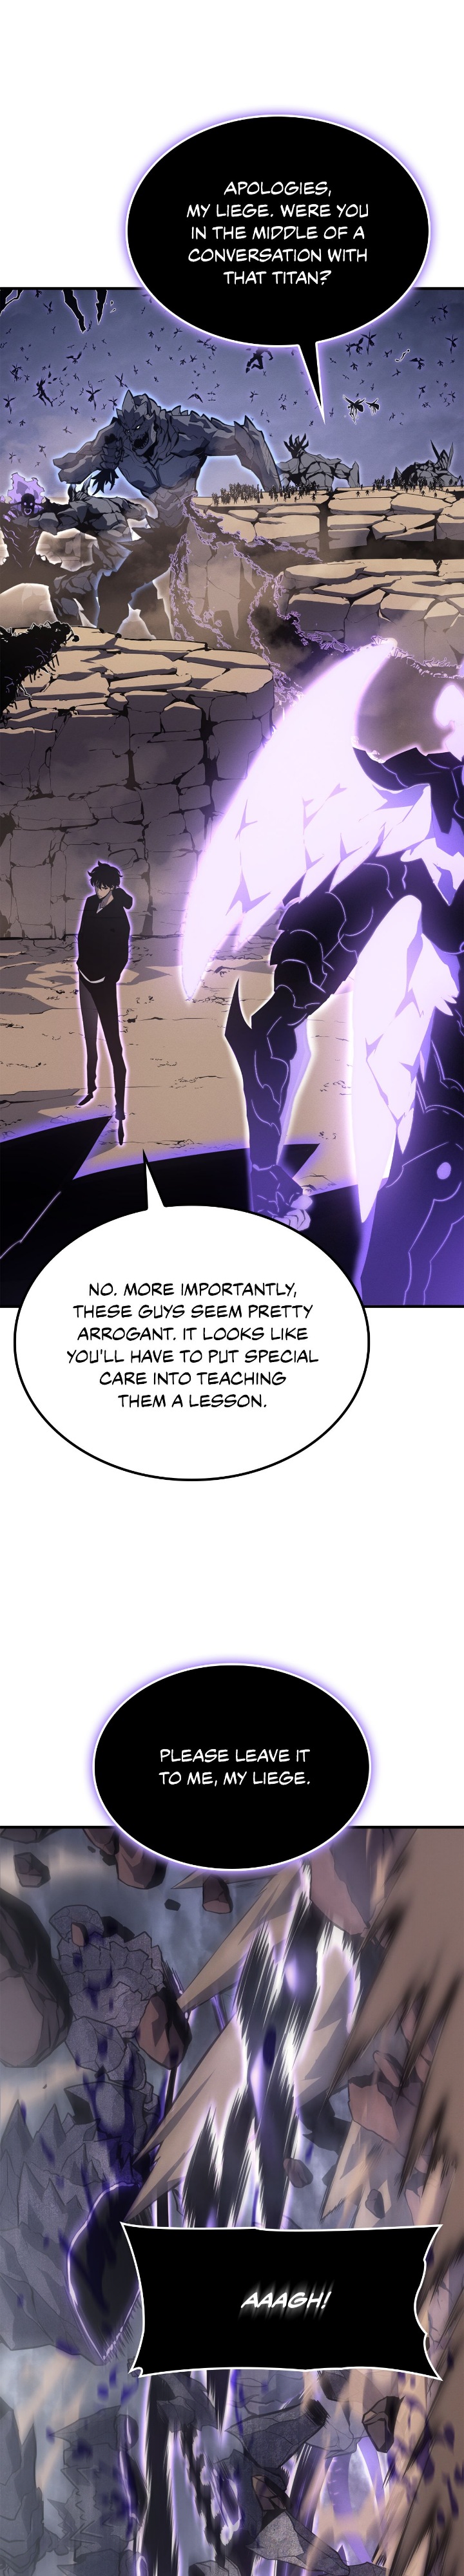 APOLOGIES,
MY LIEGE. WERE YOU
IN THE MIDDLE OF A
CONVERSATION WITH
THAT TITAN?
NO. MORE IMPORTANTLY,
THESE GUYS SEEM PRETTY
ARROGANT. IT LOOKS LIKE
YOU'LL HAVE TO PUT SPECIAL
CARE INTO TEACHING
THEM A LESSON.
PLEASE LEAVE IT
TO ME, MY LIEGE.
AAAGH!